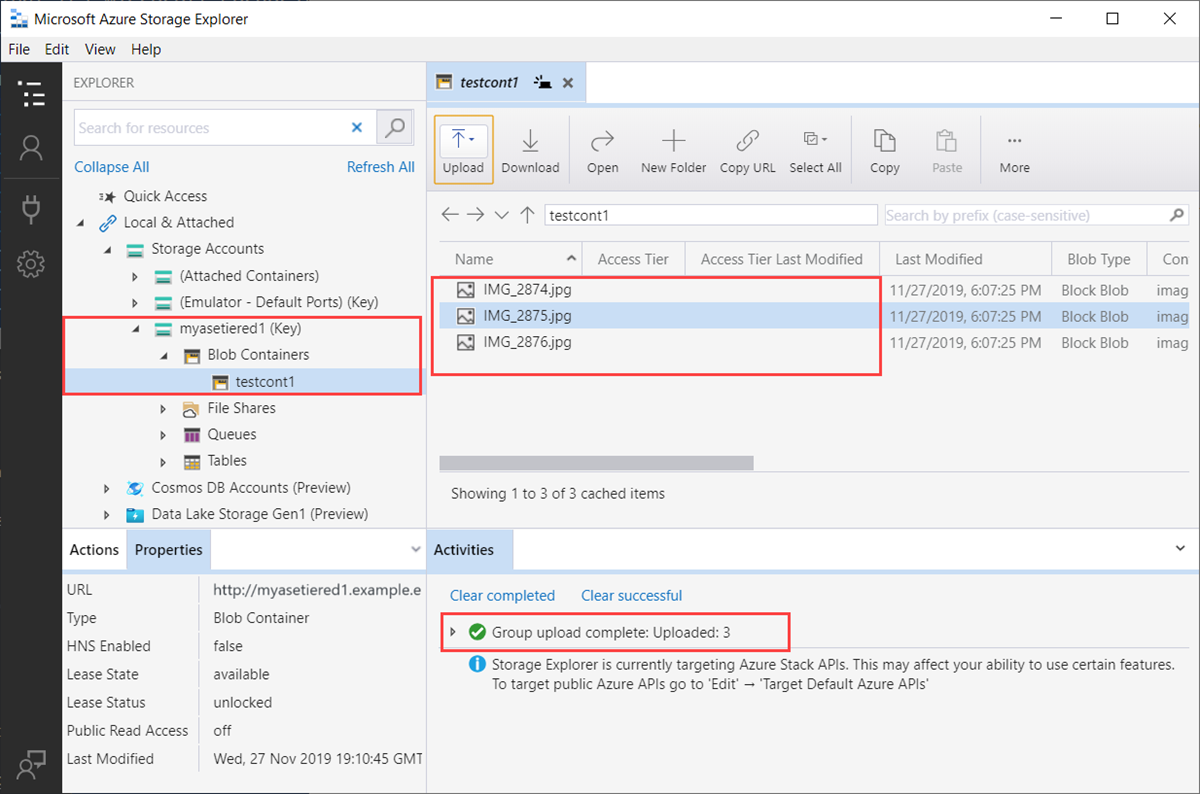 Microsoft Azure Storage Explorer
File Edit View Help
EXPLORER
Search for resources
Collapse All Refresh All
Quick Access
Local & Attached
Storage Accounts
(Attached Containers)
(Emulator - Default Ports) (Key)
myasetiered1 (Key)
Blob Containers
testcont1
File Shares
Queues
Tables
Cosmos DB Accounts (Preview)
Data Lake Storage Gen1 (Preview)
Actions Properties
URL http://myasetiered1.example.e
Type Blob Container
HNS Enabled false
Lease State available
Lease Status unlocked
Public Read Access off
Last Modified Wed, 27 Nov 2019 19:10:45 GMT
testcont1
Upload Download Open New Folder Copy URL Select All Copy Paste More
testcont1 Search by prefix (case-sensitive)
Name Access Tier Access Tier Last Modified Last Modified Blob Type Con
IMG_2874.jpg 11/27/2019, 6:07:25 PM Block Blob imag
IMG_2875.jpg 11/27/2019, 6:07:25 PM Block Blob imag
IMG_2876.jpg 11/27/2019, 6:07:25 PM Block Blob imag
Showing 1 to 3 of 3 cached items
Activities
Clear completed Clear successful
Group upload complete: Uploaded: 3
Storage Explorer is currently targeting Azure Stack APIs. This may affect your ability to use certain features.
To target public Azure APIs go to 'Edit' → 'Target Default Azure APIs'